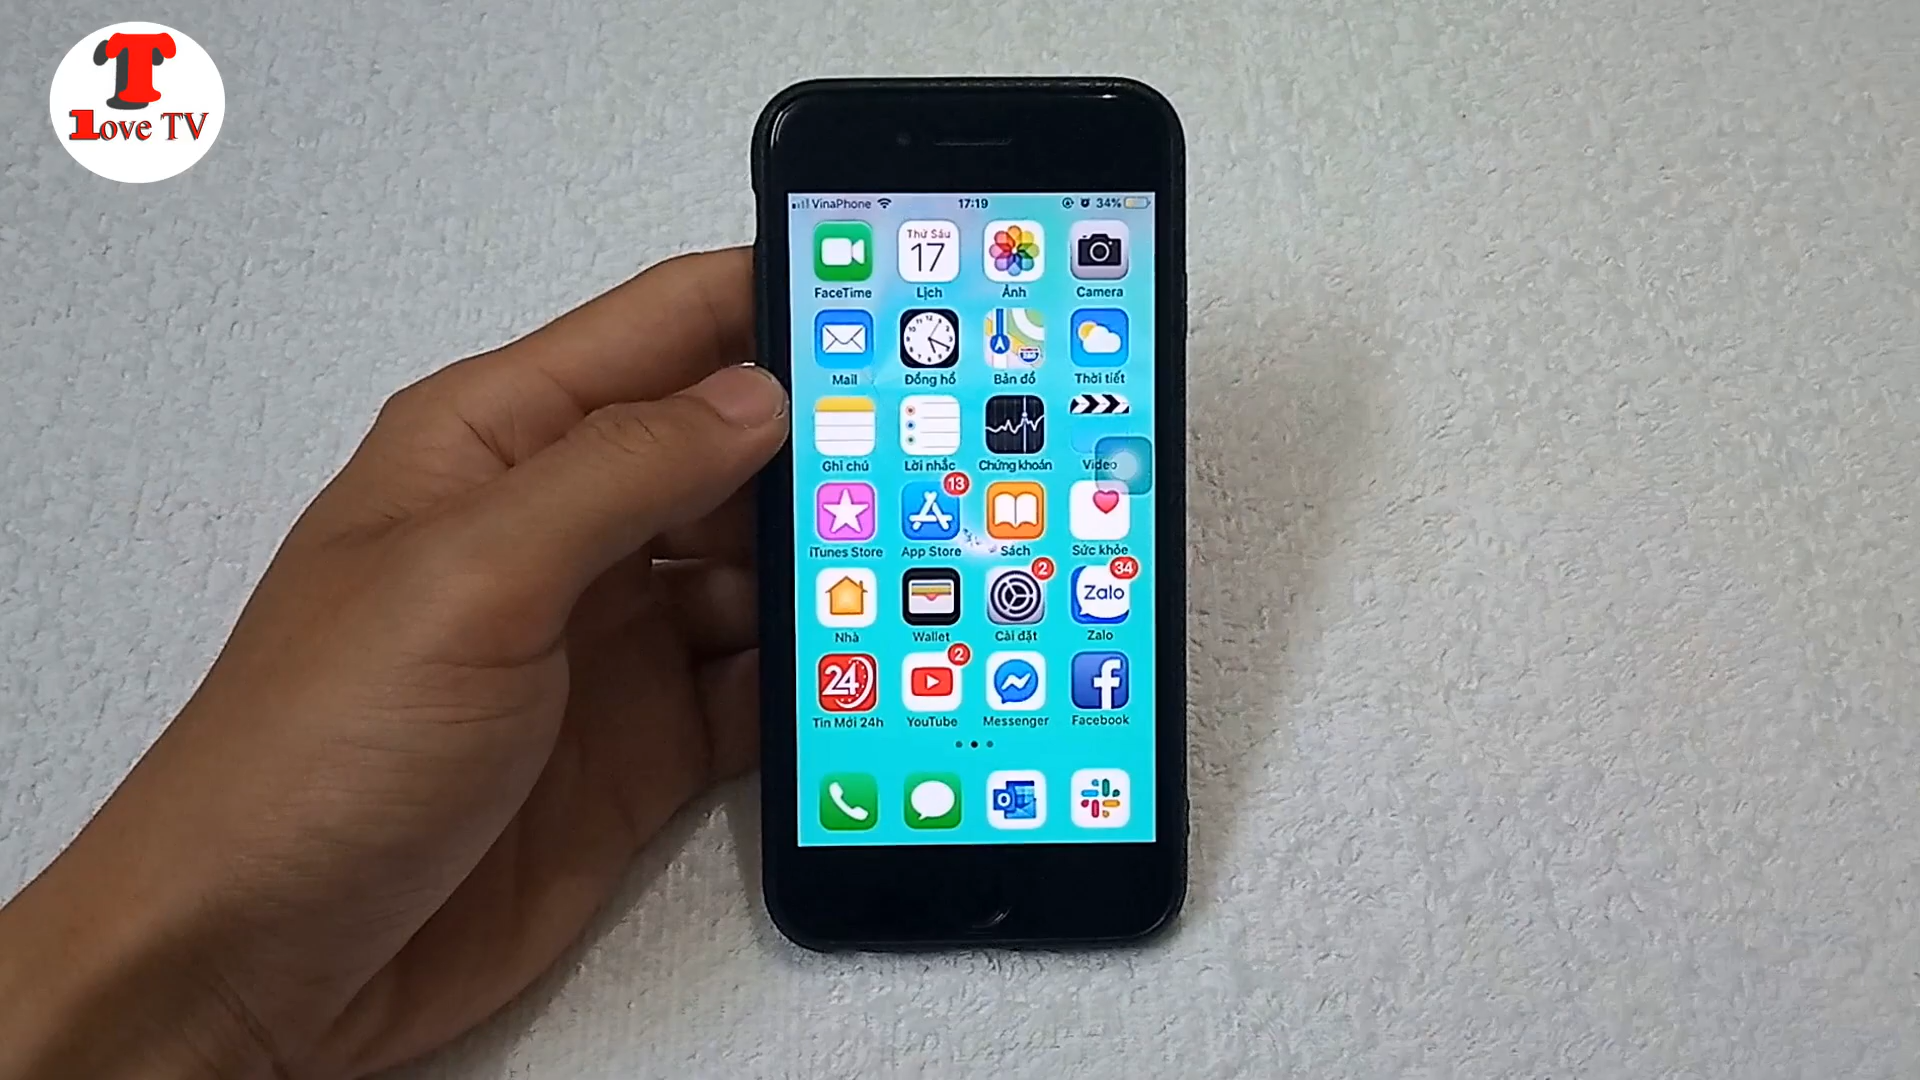 T
1ove TV
VinaPhone 17:19 34%
Thứ Sáu
17
FaceTime Lịch Ảnh Camera
Mail Đồng hồ Bản đồ Thời tiết
Ghi chú Lời nhắc Chứng khoán Video
13
iTunes Store App Store Sách Sức khỏe
2 34
Zalo
Nhà Wallet Cài đặt Zalo
24 2
Tin Mới 24h YouTube Messenger Facebook